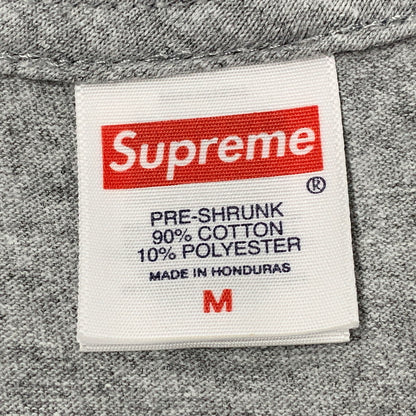 Supreme
®
PRE-SHRUNK
90% COTTON
10% POLYESTER
MADE IN HONDURAS
M